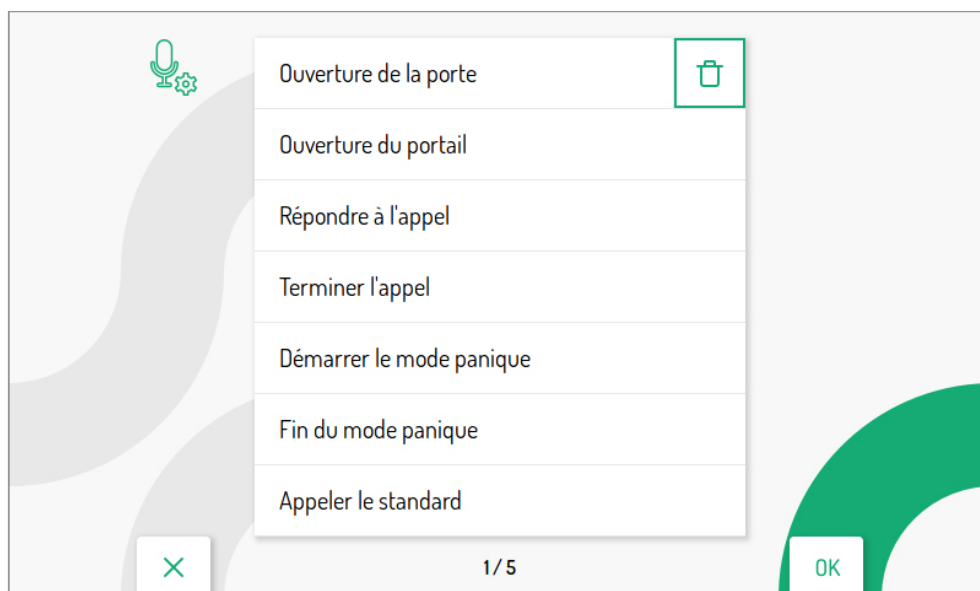 Ouverture de la porte
Ouverture du portail
Répondre à l'appel
Terminer l'appel
Démarrer le mode panique
Fin du mode panique
Appeler le standard
1/5
OK